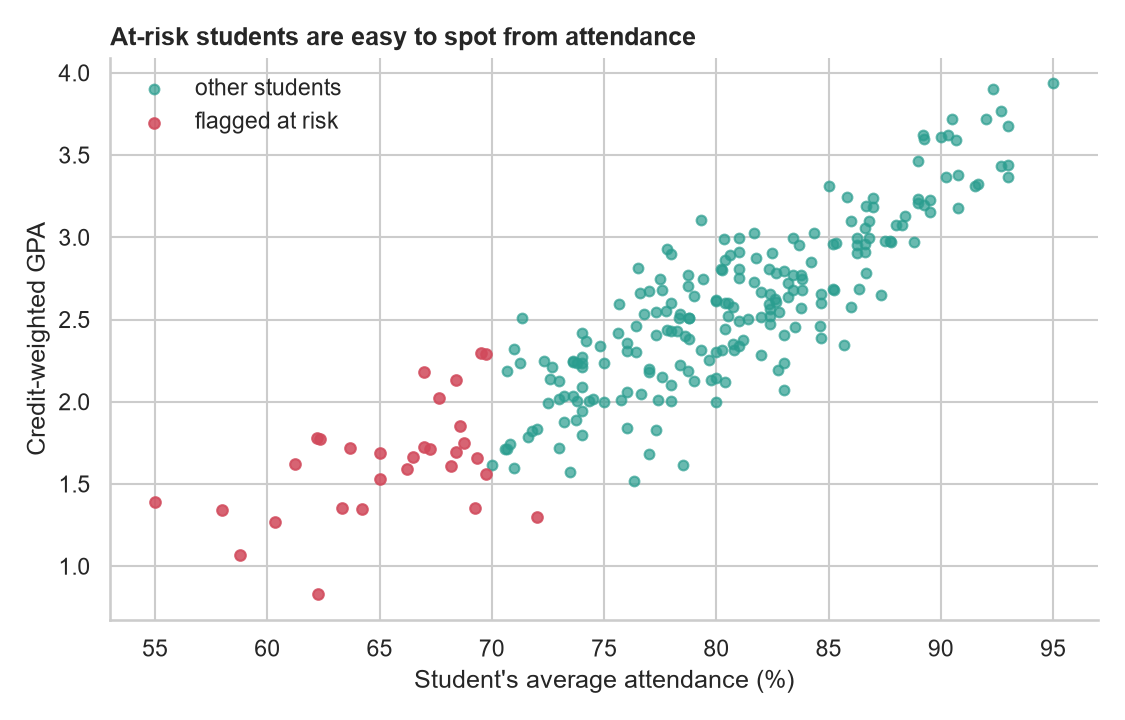 At-risk students are easy to spot from attendance
other students
flagged at risk
Credit-weighted GPA
4.0
3.5
3.0
2.5
2.0
1.5
1.0
55 60 65 70 75 80 85 90 95
Student's average attendance (%)